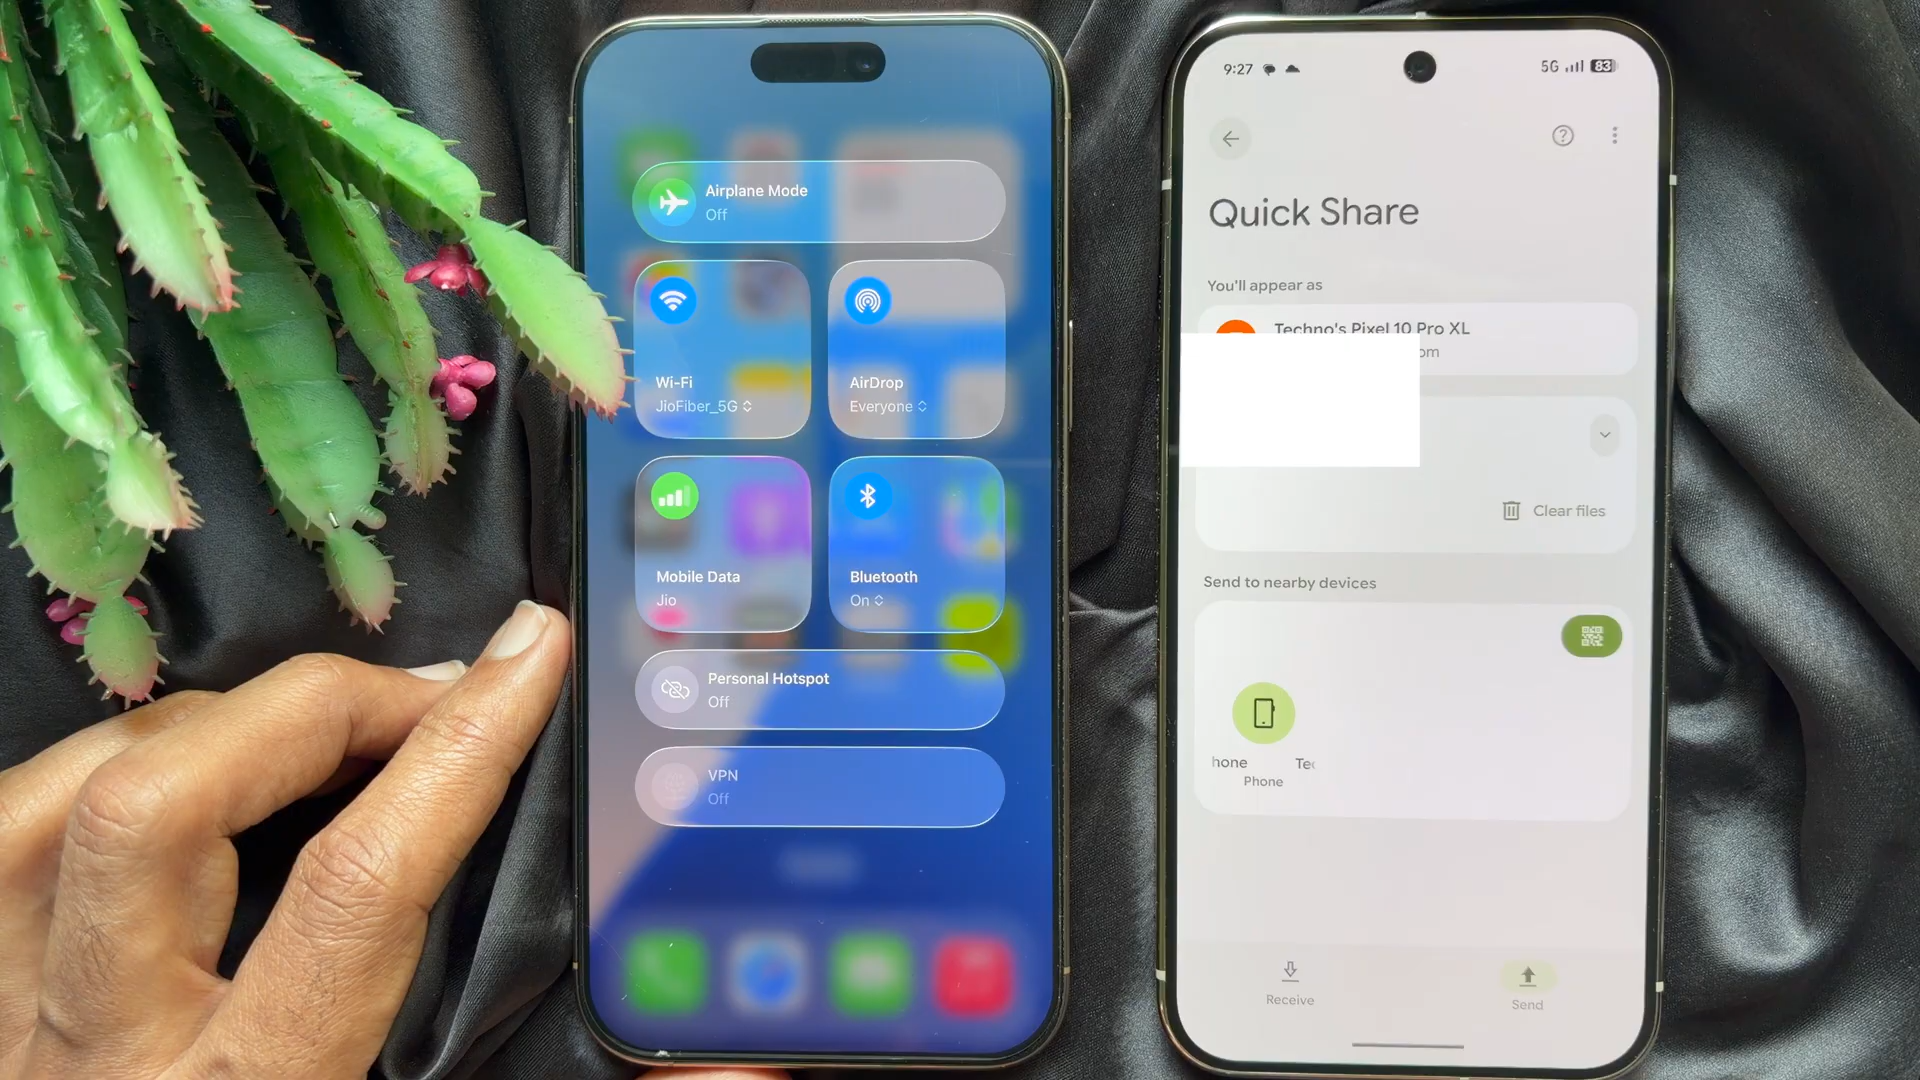 Airplane Mode
Off
Wi-Fi
JioFiber_5G
AirDrop
Everyone
Mobile Data
Jio
Bluetooth
On
Personal Hotspot
Off
VPN
Off
9:27
5G
83
Quick Share
You'll appear as
Techno's Pixel 10 Pro XL
om
Clear files
Send to nearby devices
hone
Tec
Phone
Receive
Send